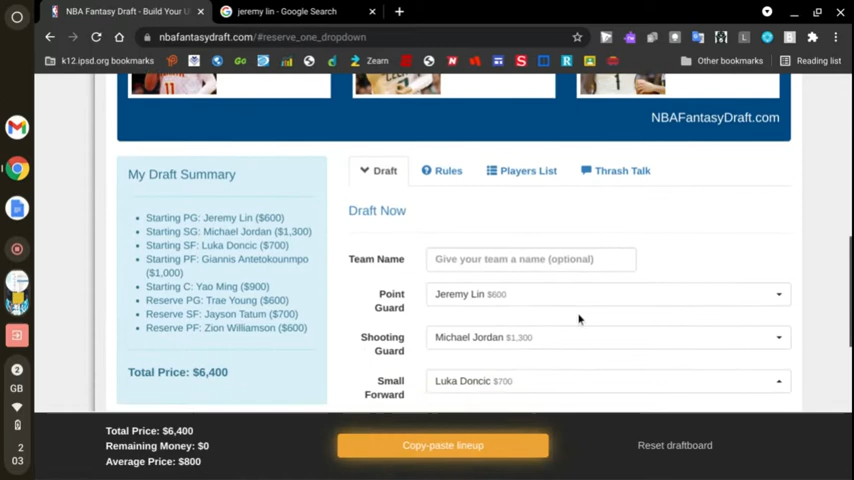 NBA Fantasy Draft - Build Your U
jeremy lin - Google Search
nbafantasydraft.com/#reserve_one_dropdown
k12.ipsd.org bookmarks
Zearn
Other bookmarks
Reading list
11
NBAFantasyDraft.com
My Draft Summary
Starting PG: Jeremy Lin ($600)
Starting SG: Michael Jordan ($1,300)
Starting SF: Luka Doncic ($700)
Starting PF: Giannis Antetokounmpo
($1,000)
Starting C: Yao Ming ($900)
Reserve PG: Trae Young ($600)
Reserve SF: Jayson Tatum ($700)
Reserve PF: Zion Williamson ($600)
Total Price: $6,400
Draft
Rules
Players List
Thrash Talk
Draft Now
Team Name
Give your team a name (optional)
Point
Guard
Jeremy Lin $600
Shooting
Guard
Michael Jordan $1,300
Small
Forward
Luka Doncic $700
Total Price: $6,400
Remaining Money: $0
Average Price: $800
Copy-paste lineup
Reset draftboard
2
GB
2
03